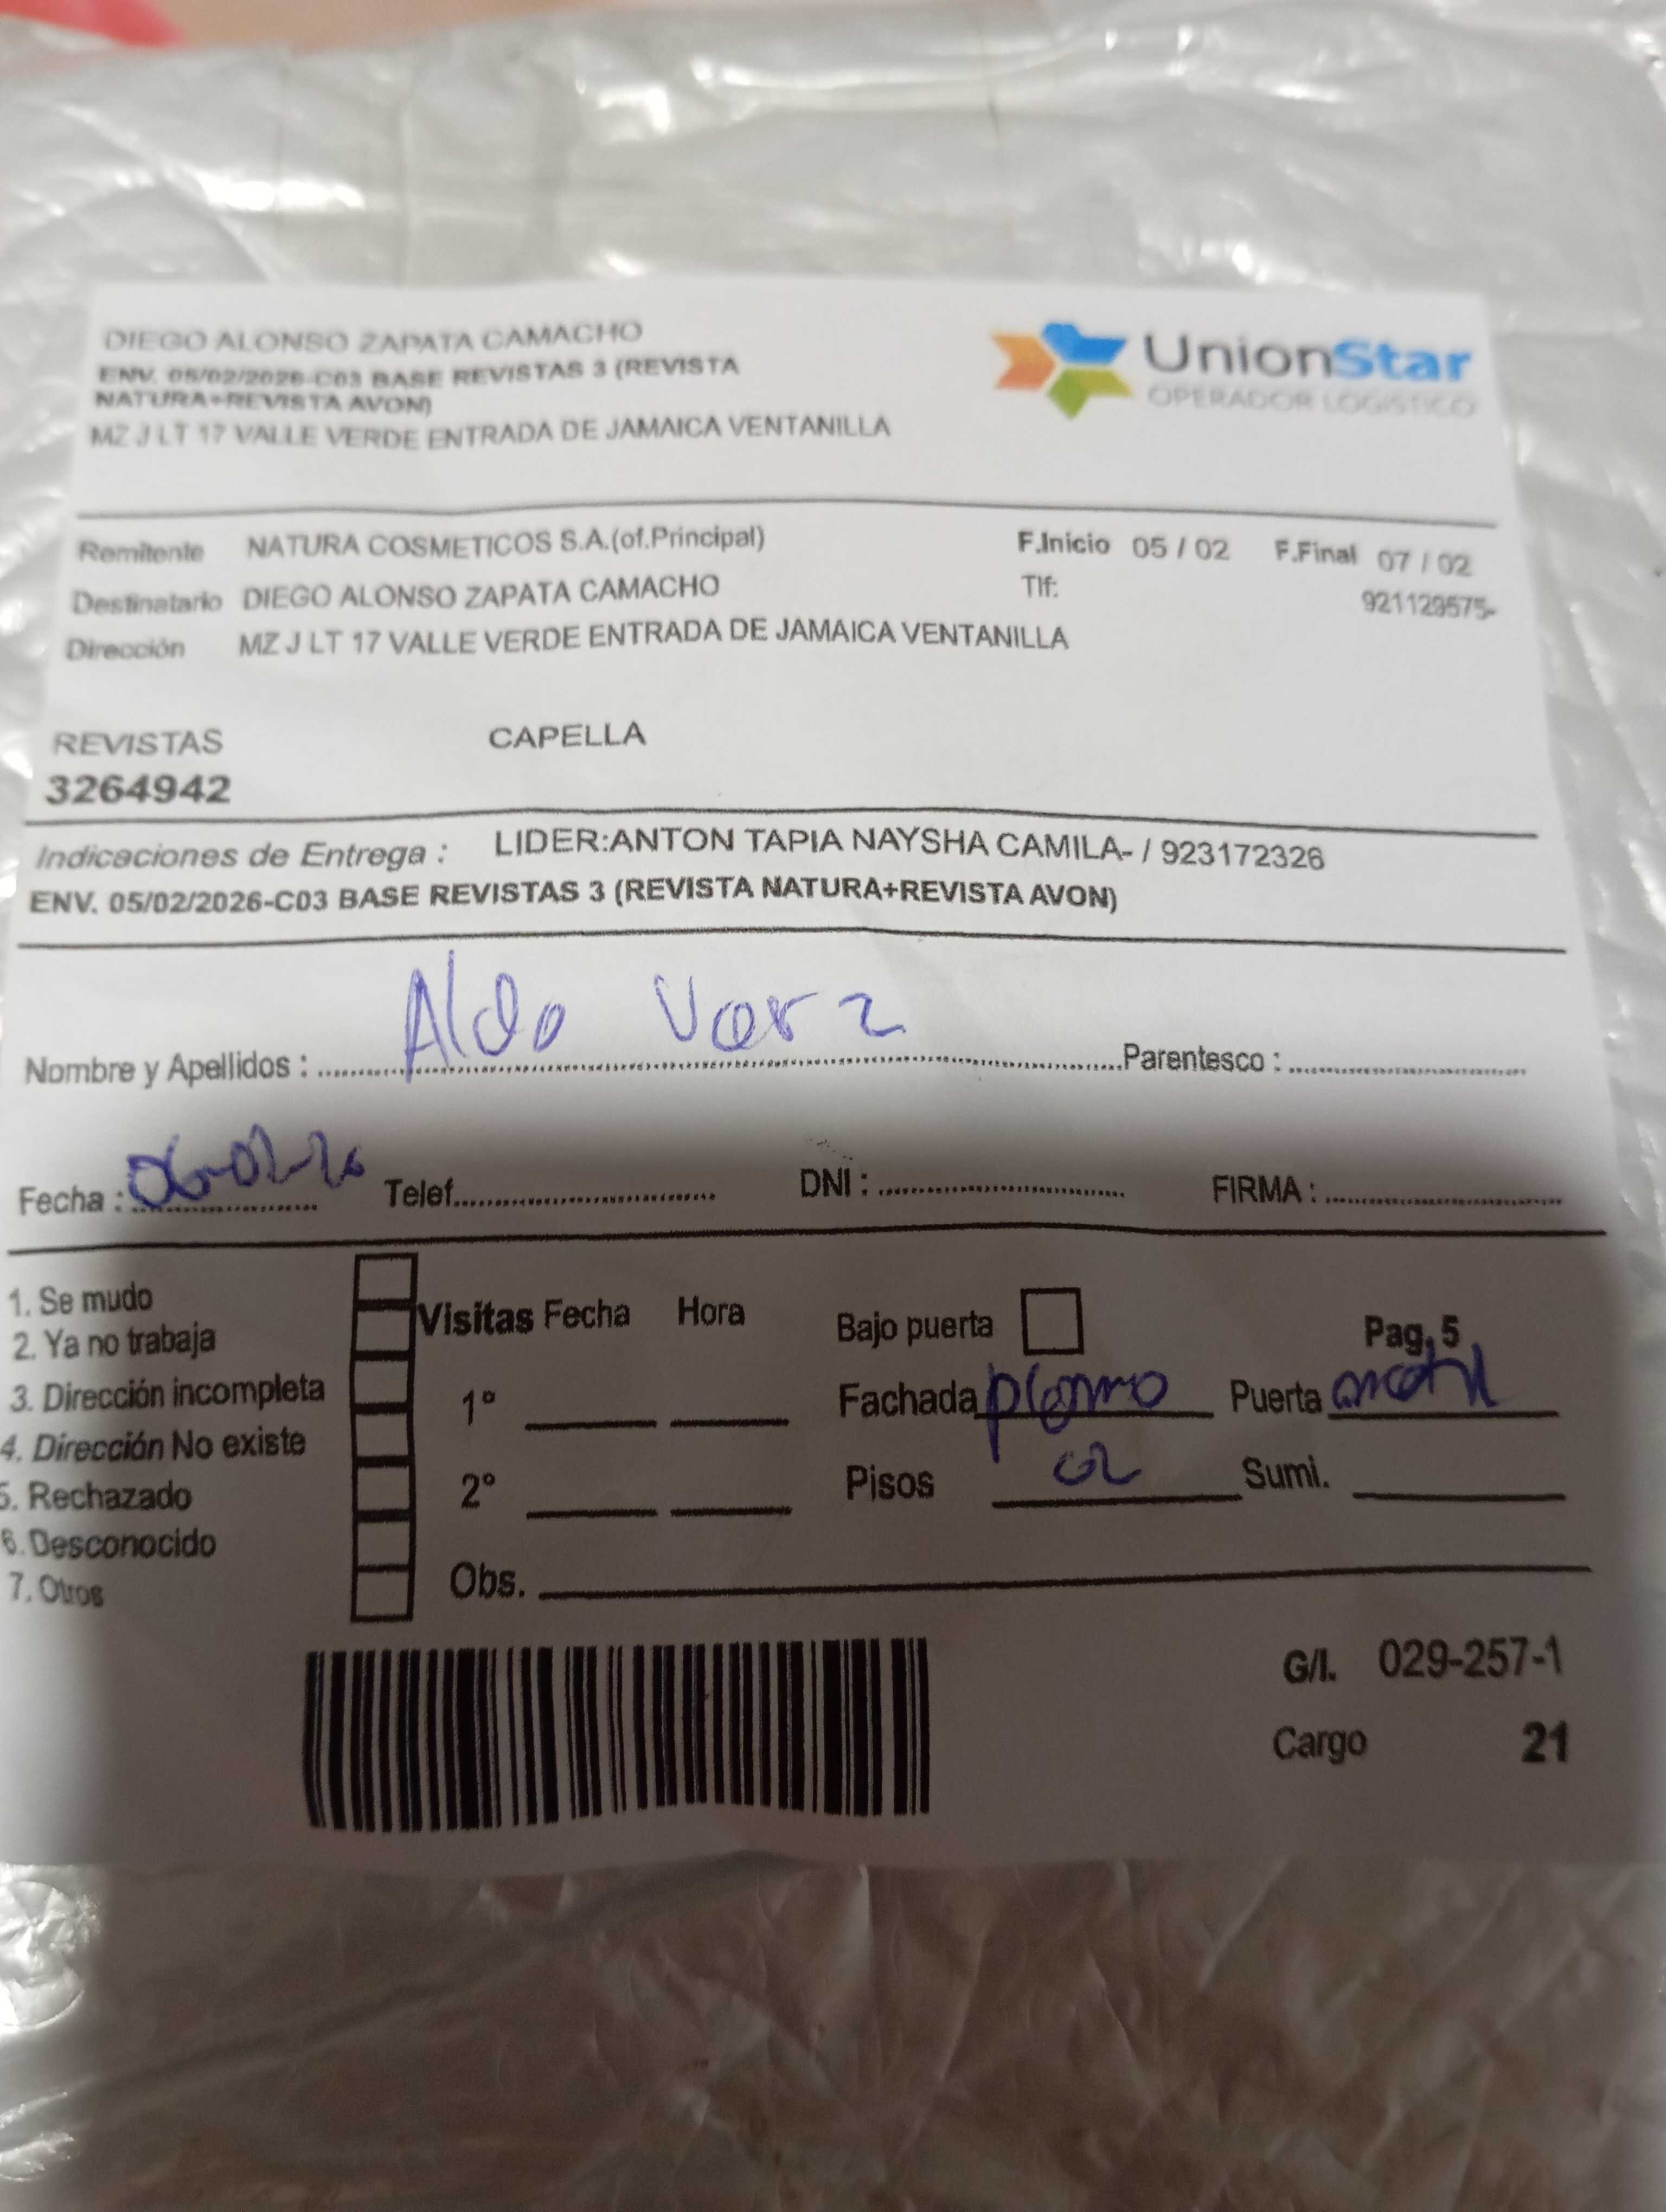 DIEGO ALONSO ZAPATA CAMACHO
ENV. 05/02/2026-C03 BASE REVISTAS 3 (REVISTA
NATURA+REVISTA AVON)
MZ J LT 17 VALLE VERDE ENTRADA DE JAMAICA VENTANILLA
UnionStar
OPERADOR LOGISTICO
Remitente NATURA COSMETICOS S.A.(of.Principal) F.Inicio 05 / 02 F.Final 07 / 02
Destinatario DIEGO ALONSO ZAPATA CAMACHO Tlf: 921129575-
Dirección MZ J LT 17 VALLE VERDE ENTRADA DE JAMAICA VENTANILLA
REVISTAS CAPELLA
3264942
Indicaciones de Entrega : LIDER:ANTON TAPIA NAYSHA CAMILA- / 923172326
ENV. 05/02/2026-C03 BASE REVISTAS 3 (REVISTA NATURA+REVISTA AVON)
Nombre y Apellidos : Aldo Parentesco :
Fecha : Telef. DNI : FIRMA :
1. Se mudo
2. Ya no trabaja
3. Dirección incompleta
4. Dirección No existe
5. Rechazado
6. Desconocido
7. Otros
Visitas Fecha Hora
1°
2°
Obs.
Bajo puerta Pag. 5
Fachada plomo Puerta
Pisos 02 Sumi.
G/I. 029-257-1
Cargo 21